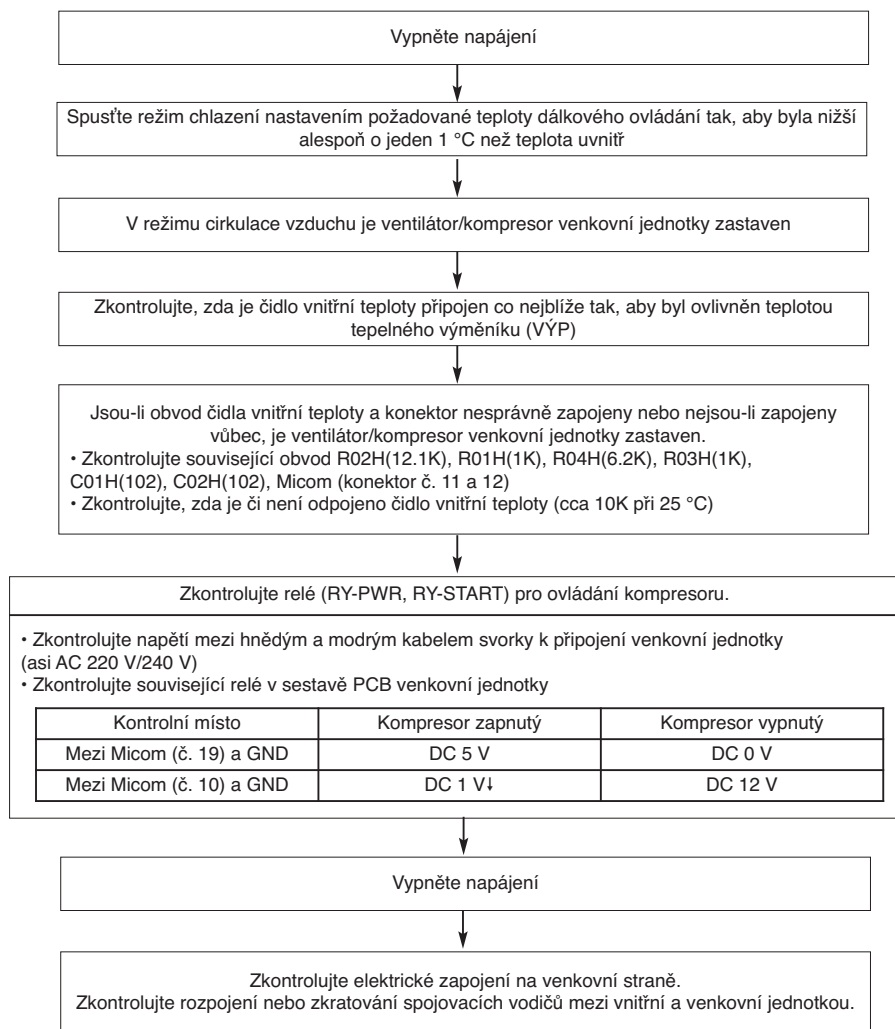 Vypněte napájení
Spusťte režim chlazení nastavením požadované teploty dálkového ovládání tak, aby byla nižší
alespoň o jeden 1 °C než teplota uvnitř
V režimu cirkulace vzduchu je ventilátor/kompresor venkovní jednotky zastaven
Zkontrolujte, zda je čidlo vnitřní teploty připojen co nejblíže tak, aby byl ovlivněn teplotou
tepelného výměníku (VÝP)
Jsou-li obvod čidla vnitřní teploty a konektor nesprávně zapojeny nebo nejsou-li zapojeny
vůbec, je ventilátor/kompresor venkovní jednotky zastaven.
• Zkontrolujte související obvod R02H(12.1K), R01H(1K), R04H(6.2K), R03H(1K),
C01H(102), C02H(102), Micom (konektor č. 11 a 12)
• Zkontrolujte, zda je či není odpojeno čidlo vnitřní teploty (cca 10K při 25 °C)
Zkontrolujte relé (RY-PWR, RY-START) pro ovládání kompresoru.
• Zkontrolujte napětí mezi hnědým a modrým kabelem svorky k připojení venkovní jednotky
(asi AC 220 V/240 V)
• Zkontrolujte související relé v sestavě PCB venkovní jednotky
Kontrolní místo Kompresor zapnutý Kompresor vypnutý
Mezi Micom (č. 19) a GND DC 5 V DC 0 V
Mezi Micom (č. 10) a GND DC 1 V↓ DC 12 V
Vypněte napájení
Zkontrolujte elektrické zapojení na venkovní straně.
Zkontrolujte rozpojení nebo zkratování spojovacích vodičů mezi vnitřní a venkovní jednotkou.